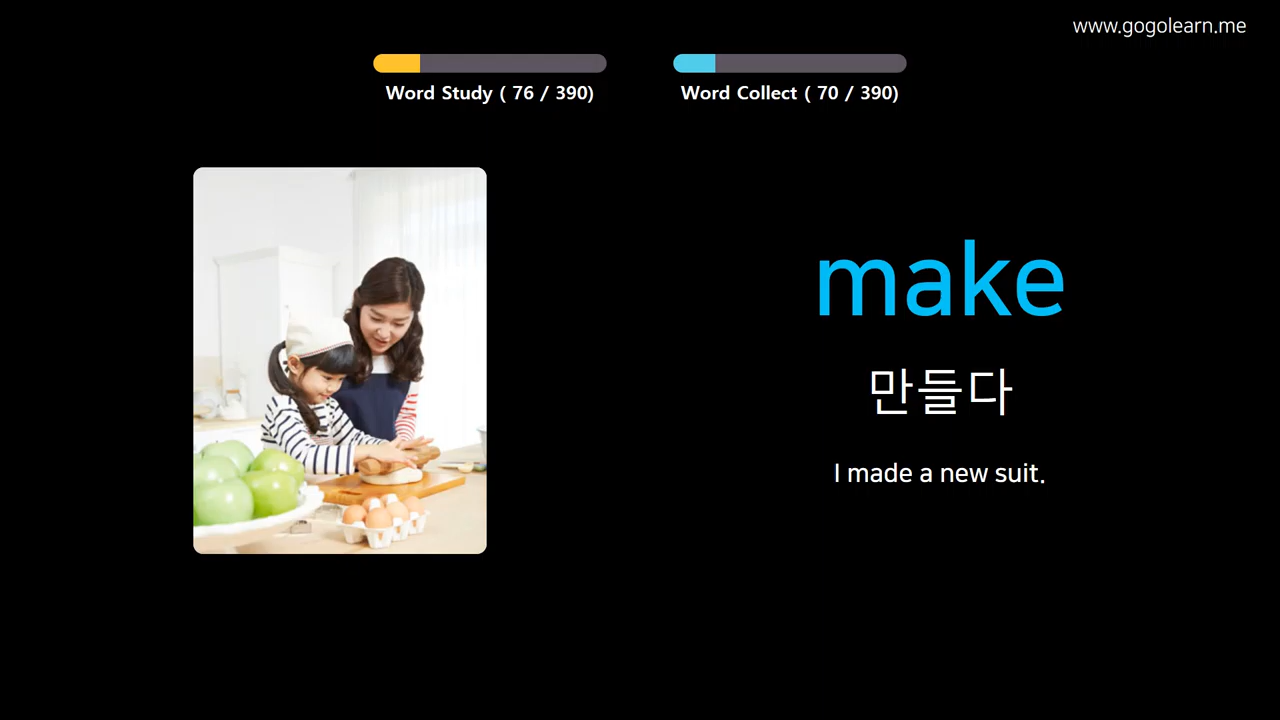 www.gogolearn.me
Word Study ( 76 / 390)
Word Collect ( 70 / 390)
make
만들다
I made a new suit.